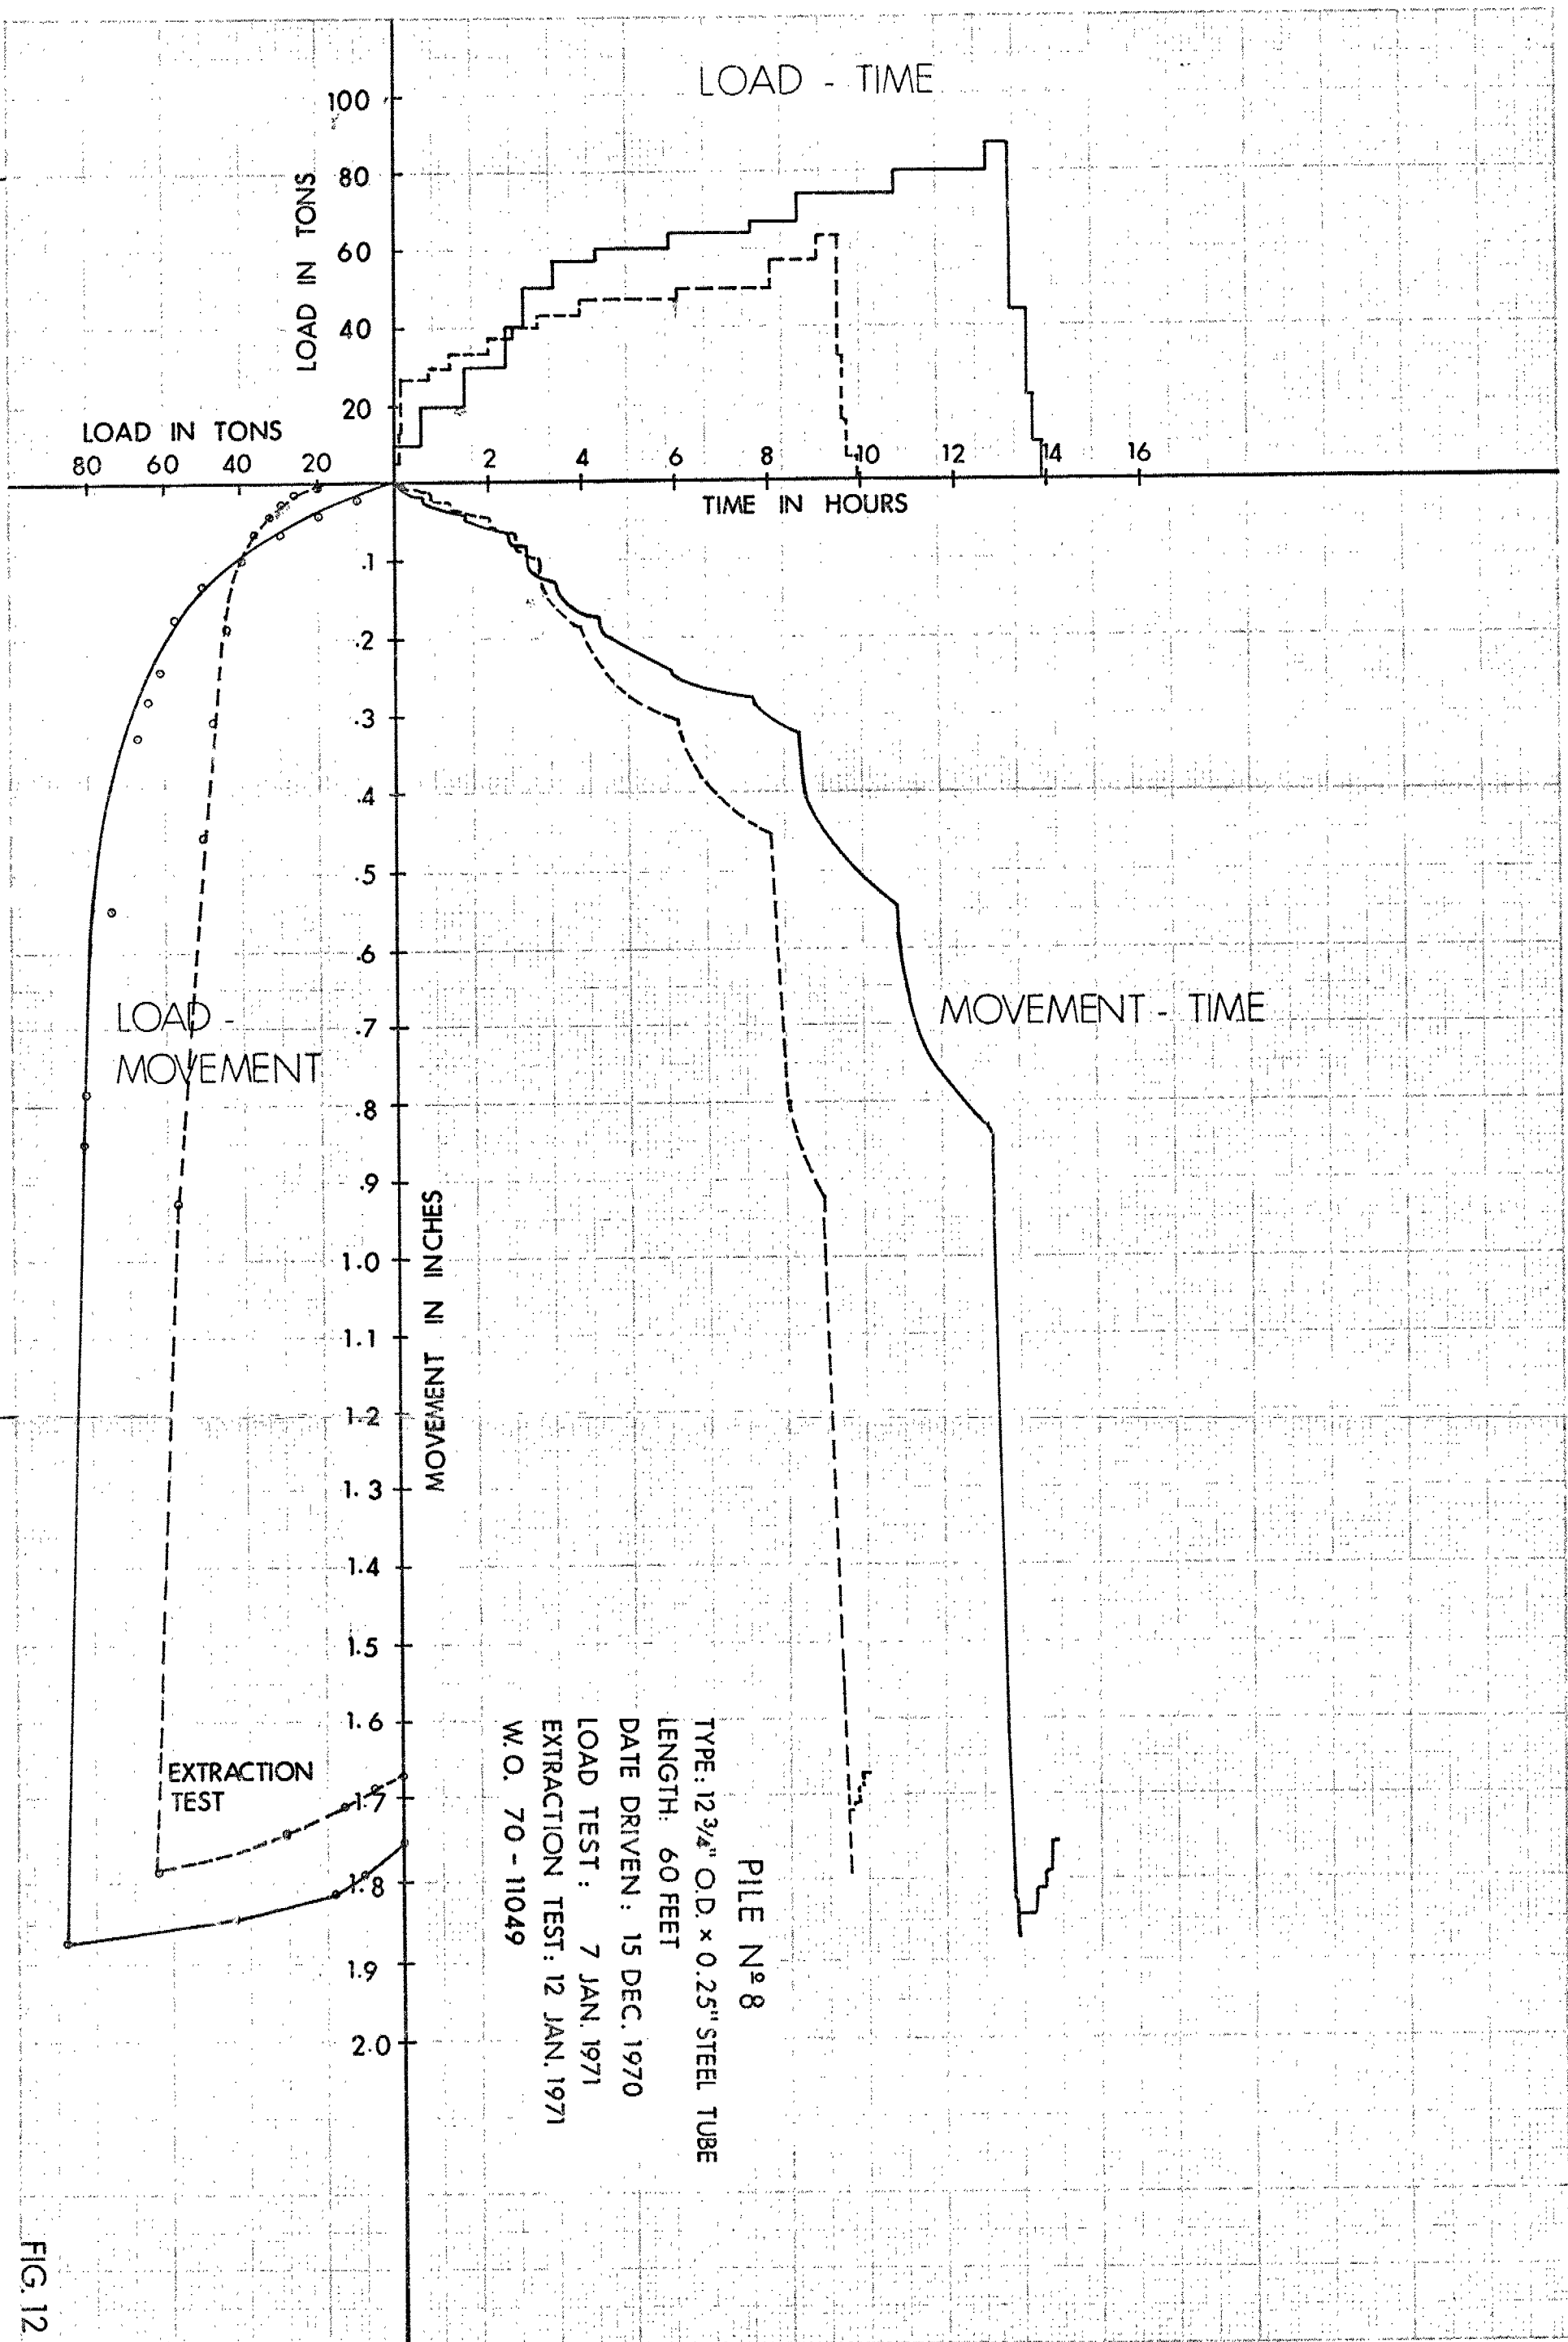 LOAD - TIME
100
80
60
40
20
LOAD IN TONS
LOAD IN TONS
80 60 40 20
2 4 6 8 10 12 14 16
TIME IN HOURS
.1
.2
.3
.4
.5
.6
.7
.8
.9
1.0
1.1
1.2
1.3
1.4
1.5
1.6
1.7
1.8
1.9
2.0
MOVEMENT IN INCHES
LOAD -
MOVEMENT
MOVEMENT - TIME
EXTRACTION
TEST
PILE Nº 8
TYPE: 12 3/4" O.D. × 0.25" STEEL TUBE
LENGTH: 60 FEET
DATE DRIVEN: 15 DEC. 1970
LOAD TEST: 7 JAN. 1971
EXTRACTION TEST: 12 JAN. 1971
W.O. 70 - 11049
FIG. 12